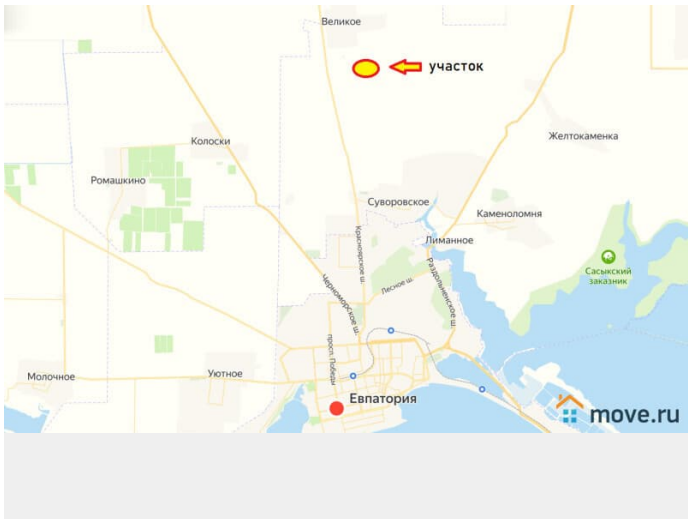 Великое
участок
Колоски
Желтокаменка
Ромашкино
Суворовское
Каменоломня
Красноярское ш.
Лиманное
Раздольненское ш.
Сасыкский
заказник
Лесное ш.
Черноморское ш.
просп. Победы
Молочное
Уютное
Евпатория
move.ru